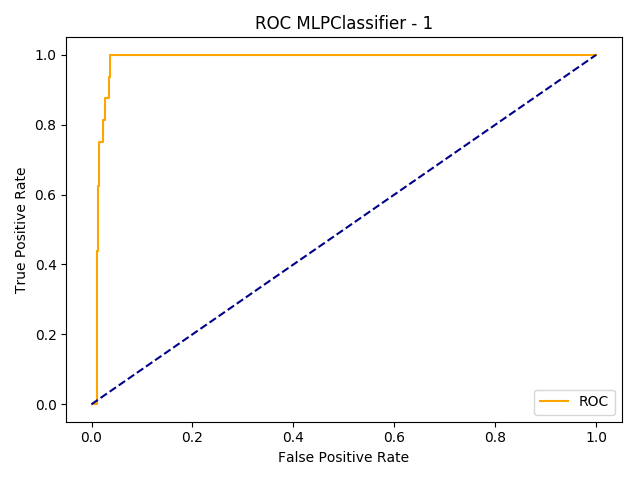 ROC MLPClassifier - 1
True Positive Rate
1.0
0.8
0.6
0.4
0.2
0.0
0.0 0.2 0.4 0.6 0.8 1.0
False Positive Rate
ROC